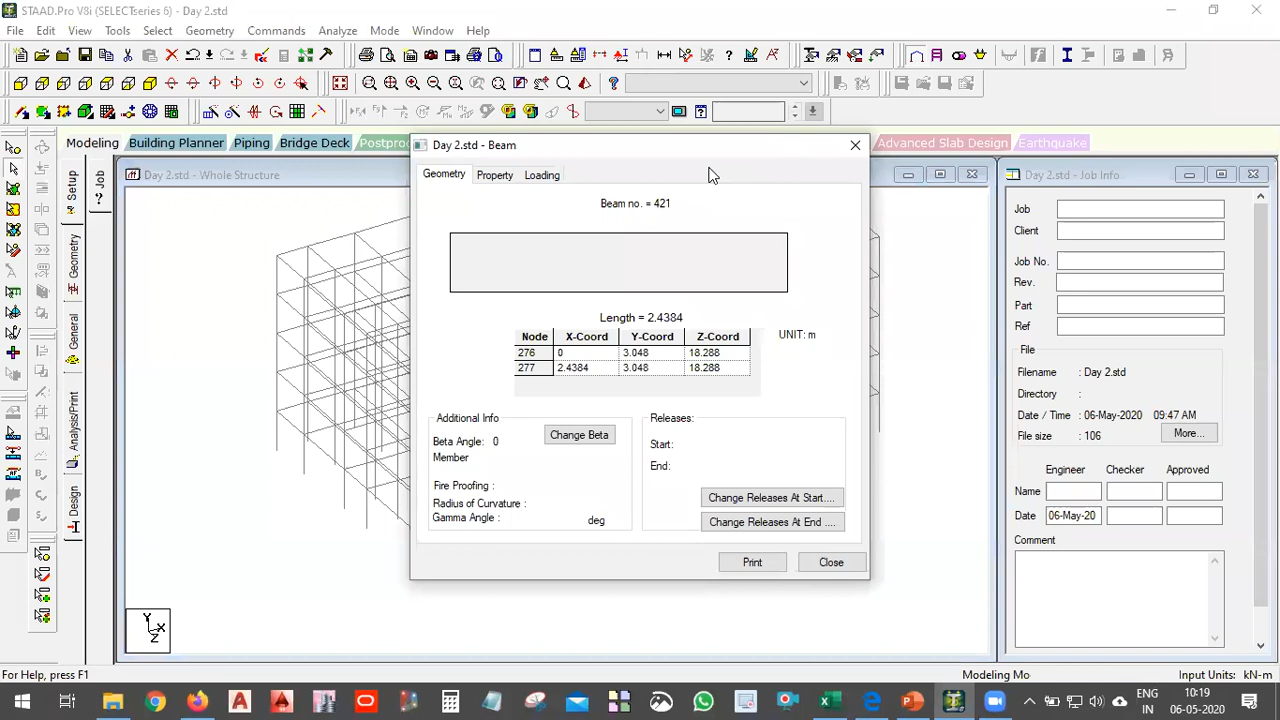 STAAD.Pro V8i (SELECTseries 6) - Day 2.std
File Edit View Tools Select Geometry Commands Analyze Mode Window Help
Modeling Building Planner Piping Bridge Deck Postproc Advanced Slab Design Earthquake
Day 2.std - Whole Structure
Day 2.std - Beam
Geometry Property Loading
Beam no. = 421
Length = 2.4384
UNIT: m
Node X-Coord Y-Coord Z-Coord
276 0 3.048 18.288
277 2.4384 3.048 18.288
Additional Info
Beta Angle: 0
Change Beta
Member
Fire Proofing :
Radius of Curvature :
Gamma Angle : deg
Releases:
Start:
End:
Change Releases At Start....
Change Releases At End ....
Print Close
Day 2.std - Job Info
Job
Client
Job No.
Rev.
Part
Ref
File
Filename : Day 2.std
Directory :
Date / Time : 06-May-2020 09:47 AM
File size : 106
More...
Engineer Checker Approved
Name
Date 06-May-20
Comment
Setup
Geometry
General
Analysis/Print
Design
Job
Y
X
Z
For Help, press F1
Modeling Mo
Input Units: kN-m
ENG
IN
10:19
06-05-2020